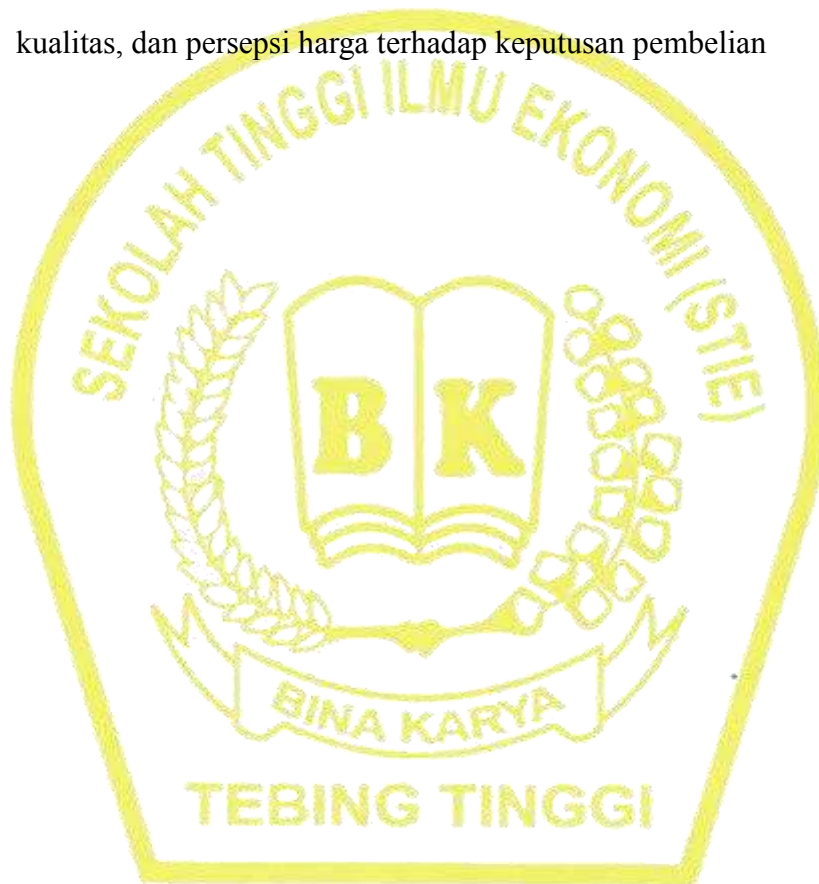 kualitas, dan persepsi harga terhadap keputusan pembelian
SEKOLAH TINGGI ILMU EKONOMI (STIE)
B K
BINA KARYA
TEBING TINGGI